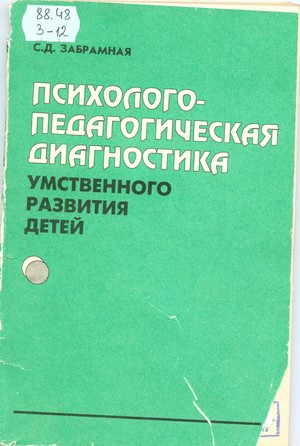 88.48
З-12
С.Д. ЗАБРАМНАЯ
ПСИХОЛОГО-
ПЕДАГОГИЧЕСКАЯ
ДИАГНОСТИКА
УМСТВЕННОГО
РАЗВИТИЯ
ДЕТЕЙ